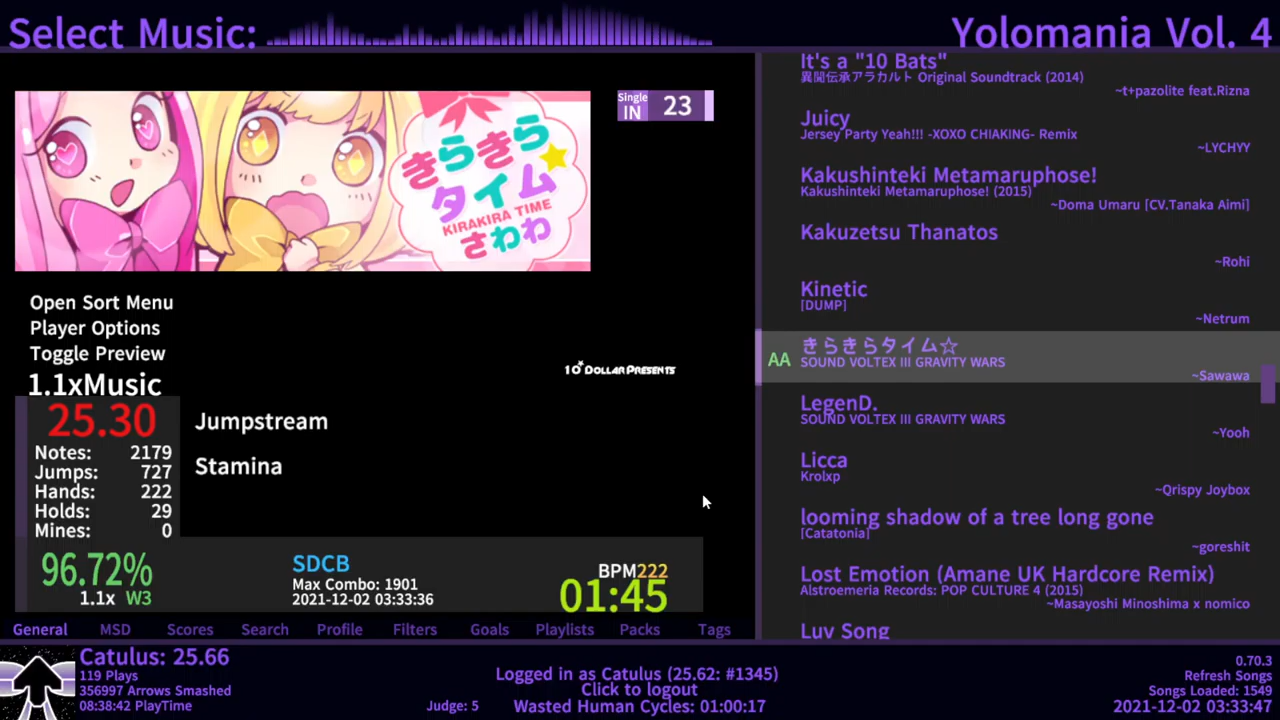 Select Music:
Yolomania Vol. 4
きらきら
タイム
KIRAKIRA TIME
さわわ
Single
IN
23
Open Sort Menu
Player Options
Toggle Preview
1.1xMusic
25.30
Notes: 2179
Jumps: 727
Hands: 222
Holds: 29
Mines: 0
Jumpstream
Stamina
10 DOLLAR PRESENTS
96.72%
1.1x W3
SDCB
Max Combo: 1901
2021-12-02 03:33:36
BPM222
01:45
General MSD Scores Search Profile Filters Goals Playlists Packs Tags
It's a "10 Bats"
異聞伝承アラカルト Original Soundtrack (2014)
~t+pazolite feat.Rizna
Juicy
Jersey Party Yeah!!! -XOXO CHIAKING- Remix
~LYCHYY
Kakushinteki Metamaruphose!
Kakushinteki Metamaruphose! (2015)
~Doma Umaru [CV.Tanaka Aimi]
Kakuzetsu Thanatos
~Rohi
Kinetic
[DUMP]
~Netrum
AA
きらきらタイム☆
SOUND VOLTEX III GRAVITY WARS
~Sawawa
LegenD.
SOUND VOLTEX III GRAVITY WARS
~Yooh
Licca
Krolxp
~Qrispy Joybox
looming shadow of a tree long gone
[Catatonia]
~goreshit
Lost Emotion (Amane UK Hardcore Remix)
Alstroemeria Records: POP CULTURE 4 (2015)
~Masayoshi Minoshima x nomico
Luv Song
Catulus: 25.66
119 Plays
356997 Arrows Smashed
08:38:42 PlayTime
Judge: 5
Logged in as Catulus (25.62: #1345)
Click to logout
Wasted Human Cycles: 01:00:17
0.70.3
Refresh Songs
Songs Loaded: 1549
2021-12-02 03:33:47